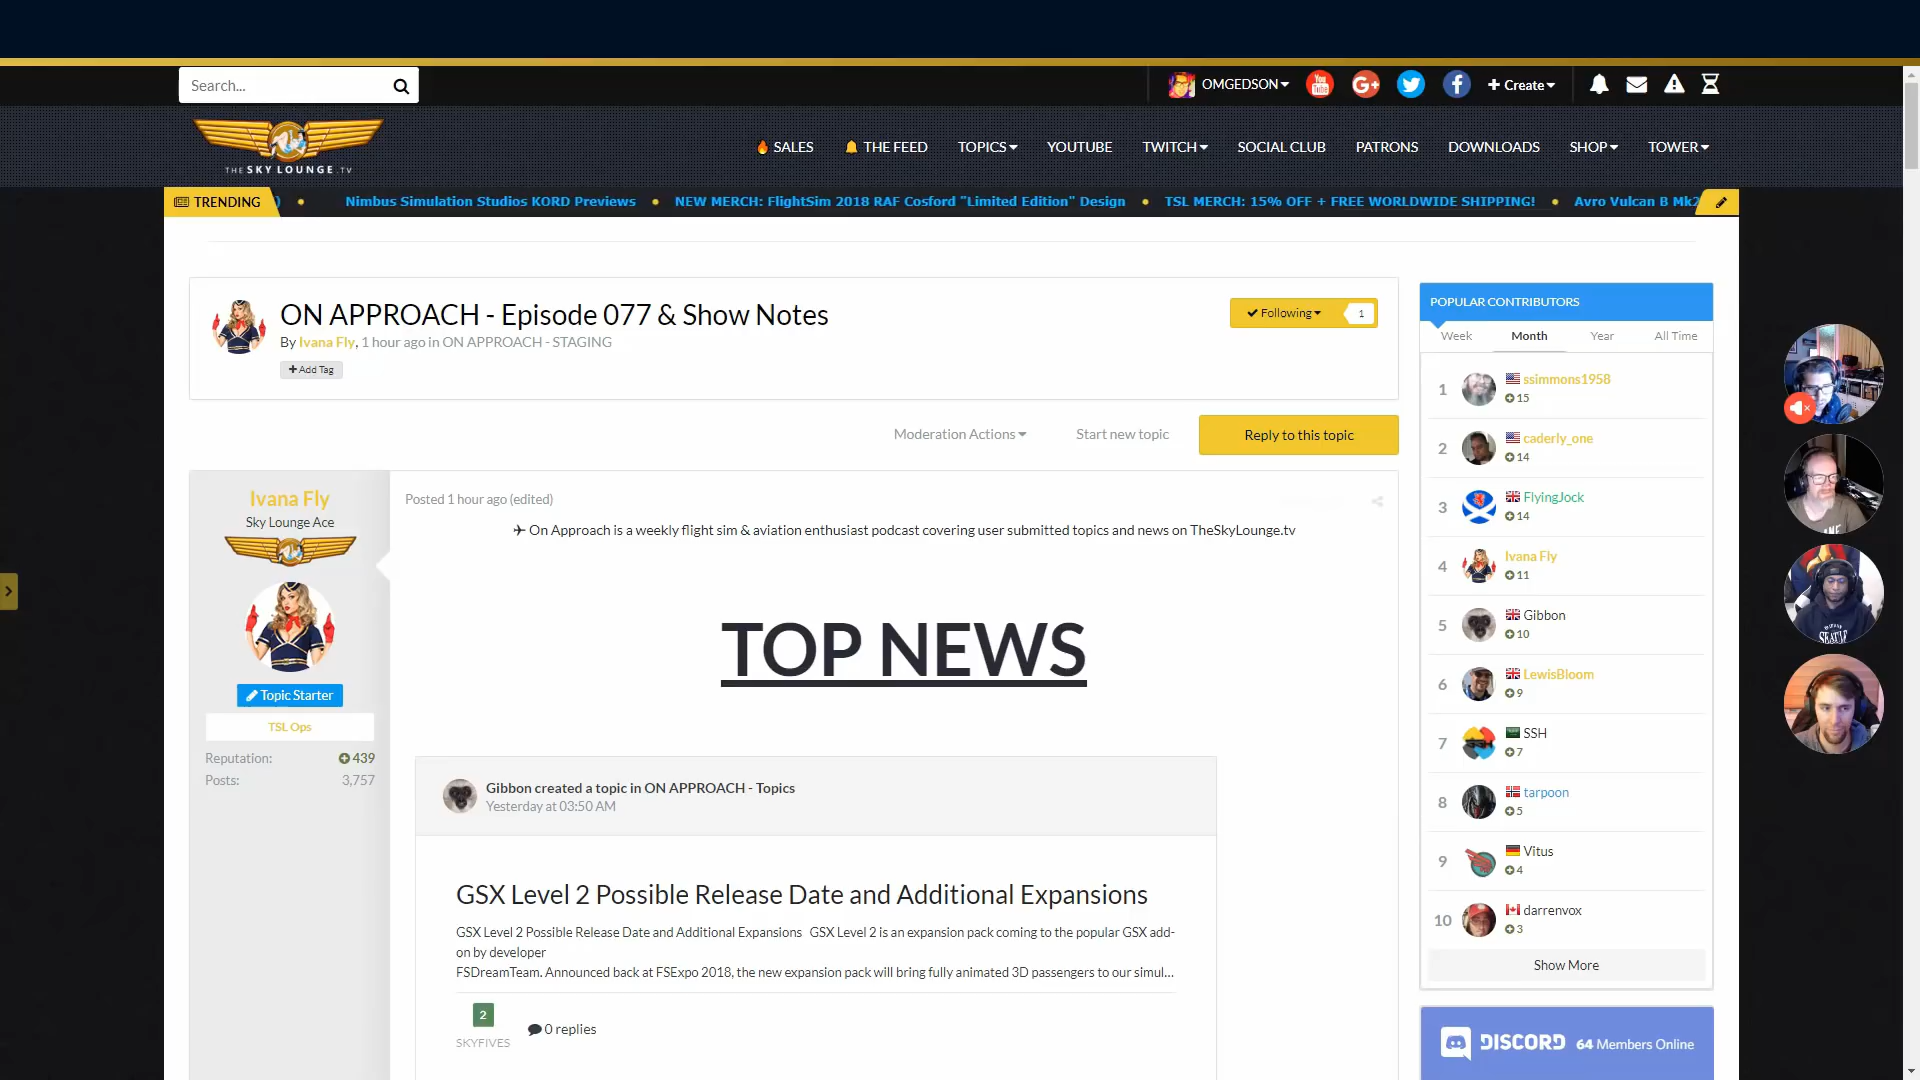 Search...
OMGEDSON
You Tube
G+
Create
THE SKY LOUNGE .TV
SALES
THE FEED
TOPICS
YOUTUBE
TWITCH
SOCIAL CLUB
PATRONS
DOWNLOADS
SHOP
TOWER
TRENDING
Nimbus Simulation Studios KORD Previews
NEW MERCH: FlightSim 2018 RAF Cosford "Limited Edition" Design
TSL MERCH: 15% OFF + FREE WORLDWIDE SHIPPING!
Avro Vulcan B Mk2
ON APPROACH - Episode 077 & Show Notes
By Ivana Fly, 1 hour ago in ON APPROACH - STAGING
+ Add Tag
Following
1
Moderation Actions
Start new topic
Reply to this topic
Ivana Fly
Sky Lounge Ace
Topic Starter
TSL Ops
Reputation: 439
Posts: 3,757
Posted 1 hour ago (edited)
✈ On Approach is a weekly flight sim & aviation enthusiast podcast covering user submitted topics and news on TheSkyLounge.tv
TOP NEWS
Gibbon created a topic in ON APPROACH - Topics
Yesterday at 03:50 AM
GSX Level 2 Possible Release Date and Additional Expansions
GSX Level 2 Possible Release Date and Additional Expansions GSX Level 2 is an expansion pack coming to the popular GSX add-
on by developer
FSDreamTeam. Announced back at FSExpo 2018, the new expansion pack will bring fully animated 3D passengers to our simul...
2
SKYFIVES
0 replies
POPULAR CONTRIBUTORS
Week
Month
Year
All Time
1
ssimmons1958
15
2
caderly_one
14
3
FlyingJock
14
4
Ivana Fly
11
5
Gibbon
10
6
LewisBloom
9
7
SSH
7
8
tarpoon
5
9
Vitus
4
10
darrenvox
3
Show More
DISCORD
64 Members Online